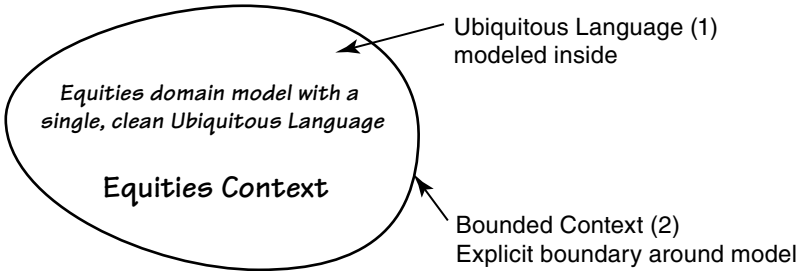 Ubiquitous Language (1)
modeled inside
Equities domain model with a
single, clean Ubiquitous Language
Equities Context
Bounded Context (2)
Explicit boundary around model